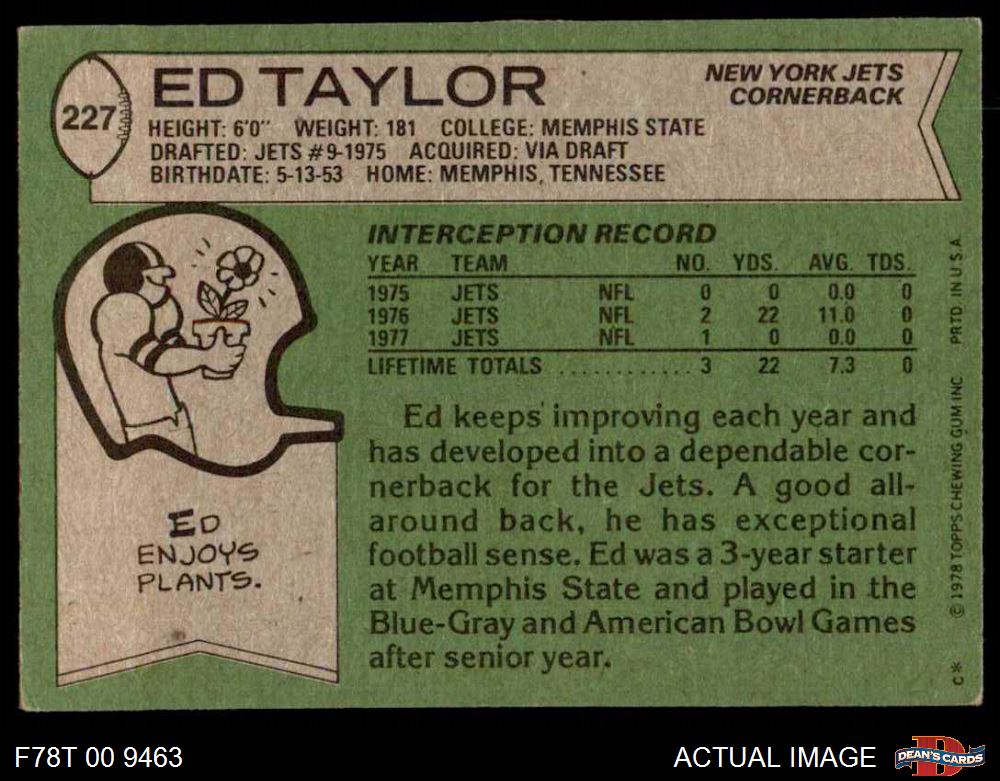 227
ED TAYLOR
NEW YORK JETS
CORNERBACK
HEIGHT: 6'0" WEIGHT: 181 COLLEGE: MEMPHIS STATE
DRAFTED: JETS #9-1975 ACQUIRED: VIA DRAFT
BIRTHDATE: 5-13-53 HOME: MEMPHIS, TENNESSEE
INTERCEPTION RECORD
YEAR TEAM NO. YDS. AVG. TDS.
1975 JETS NFL 0 0 0.0 0
1976 JETS NFL 2 22 11.0 0
1977 JETS NFL 1 0 0.0 0
LIFETIME TOTALS ............ 3 22 7.3 0
Ed keeps improving each year and
has developed into a dependable cor-
nerback for the Jets. A good all-
around back, he has exceptional
football sense. Ed was a 3-year starter
at Memphis State and played in the
Blue-Gray and American Bowl Games
after senior year.
ED
ENJOYS
PLANTS.
C* © 1978 TOPPS CHEWING GUM INC PRTD. IN U.S.A.
F78T 00 9463
ACTUAL IMAGE
D
DEAN'S CARDS